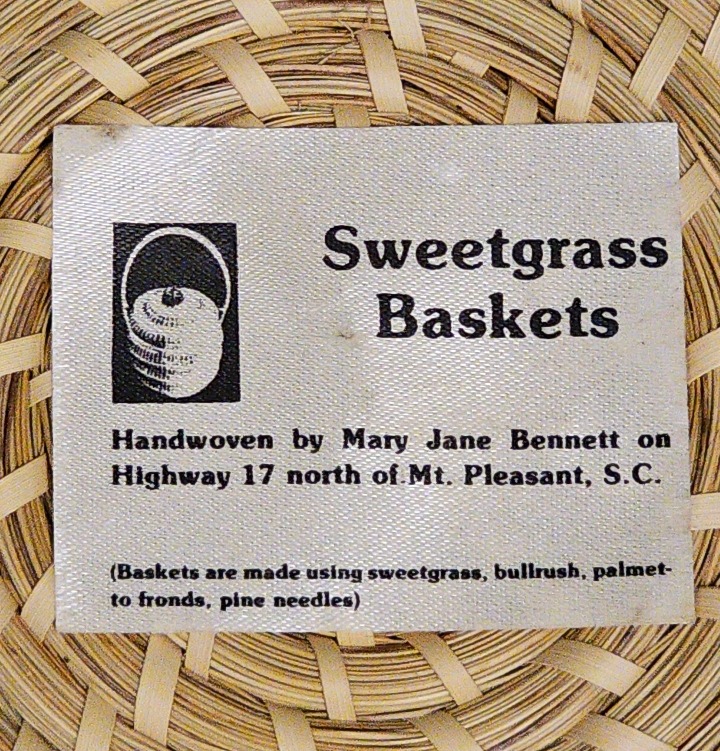 Sweetgrass
Baskets
Handwoven by Mary Jane Bennett on
Highway 17 north of Mt. Pleasant, S.C.
(Baskets are made using sweetgrass, bullrush, palmet-
to fronds, pine needles)